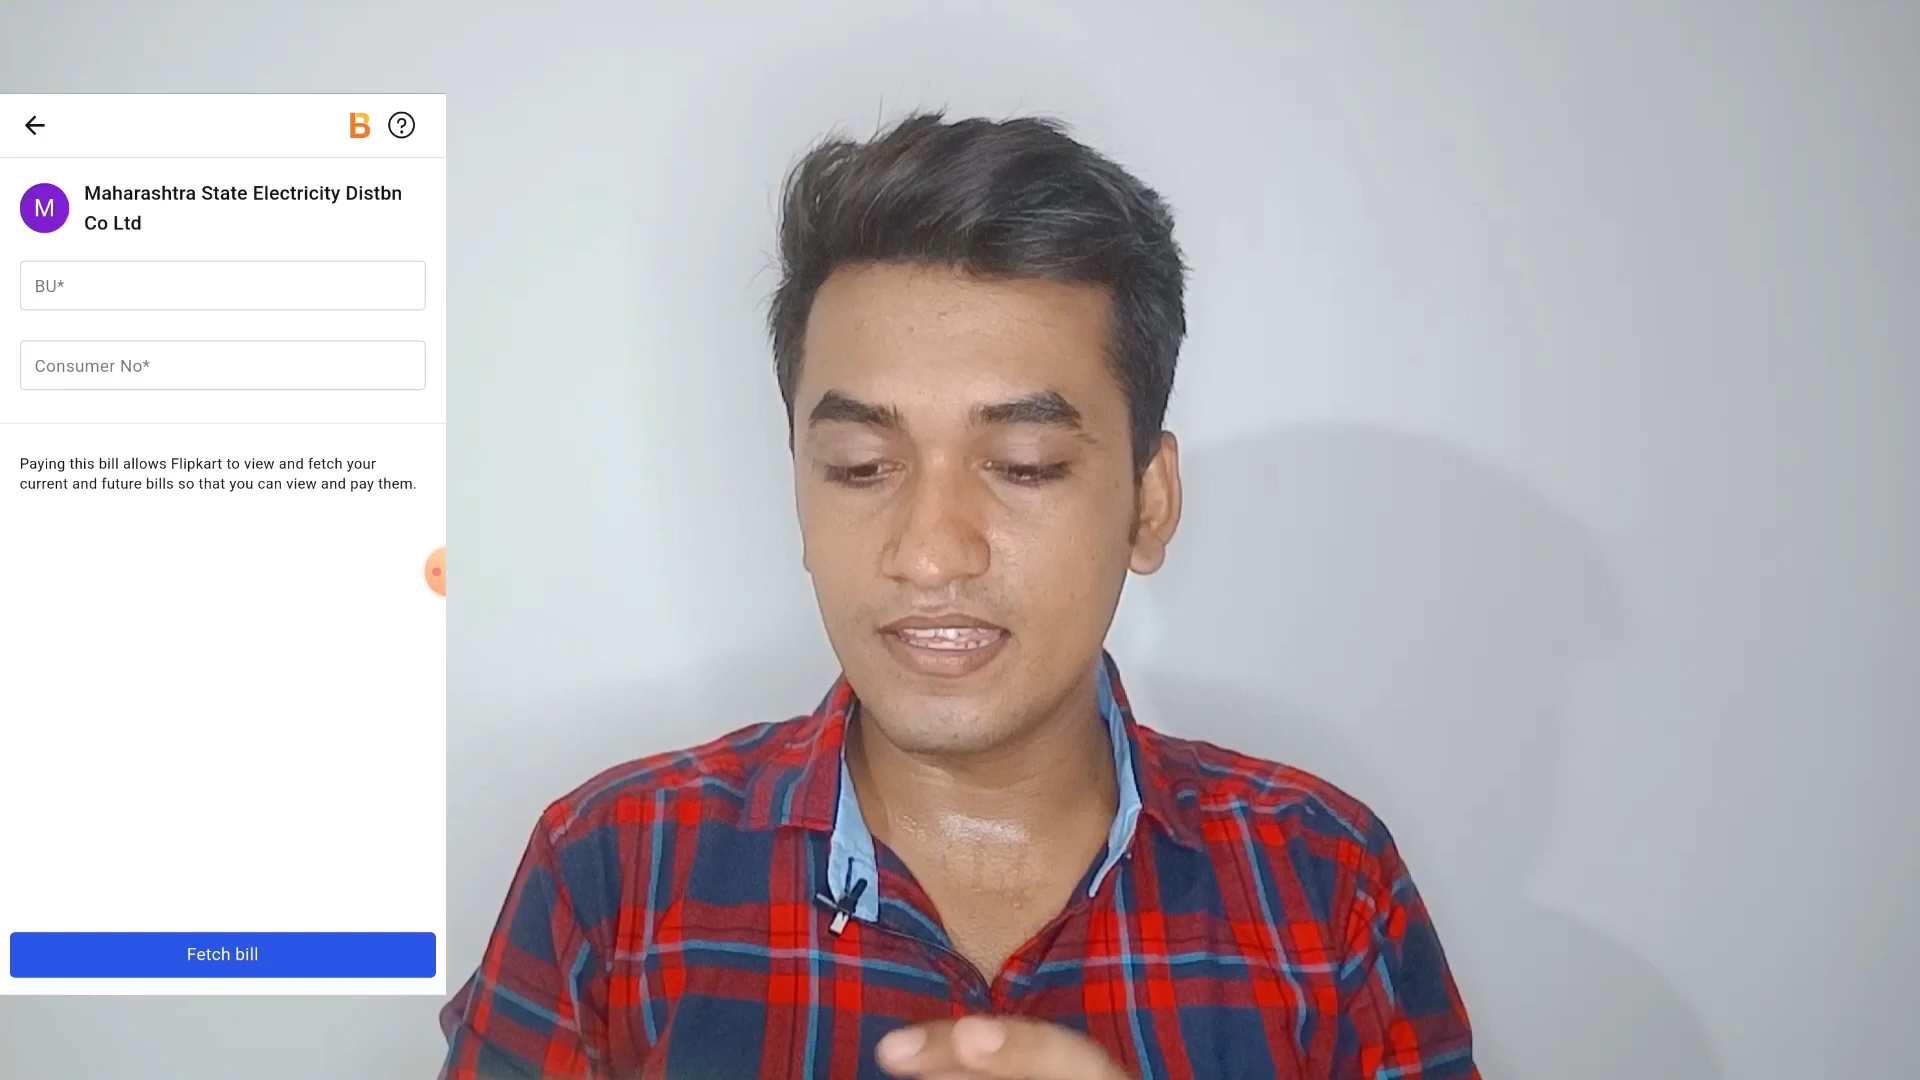 Maharashtra State Electricity Distbn
Co Ltd
M
BU*
Consumer No*
Paying this bill allows Flipkart to view and fetch your
current and future bills so that you can view and pay them.
Fetch bill